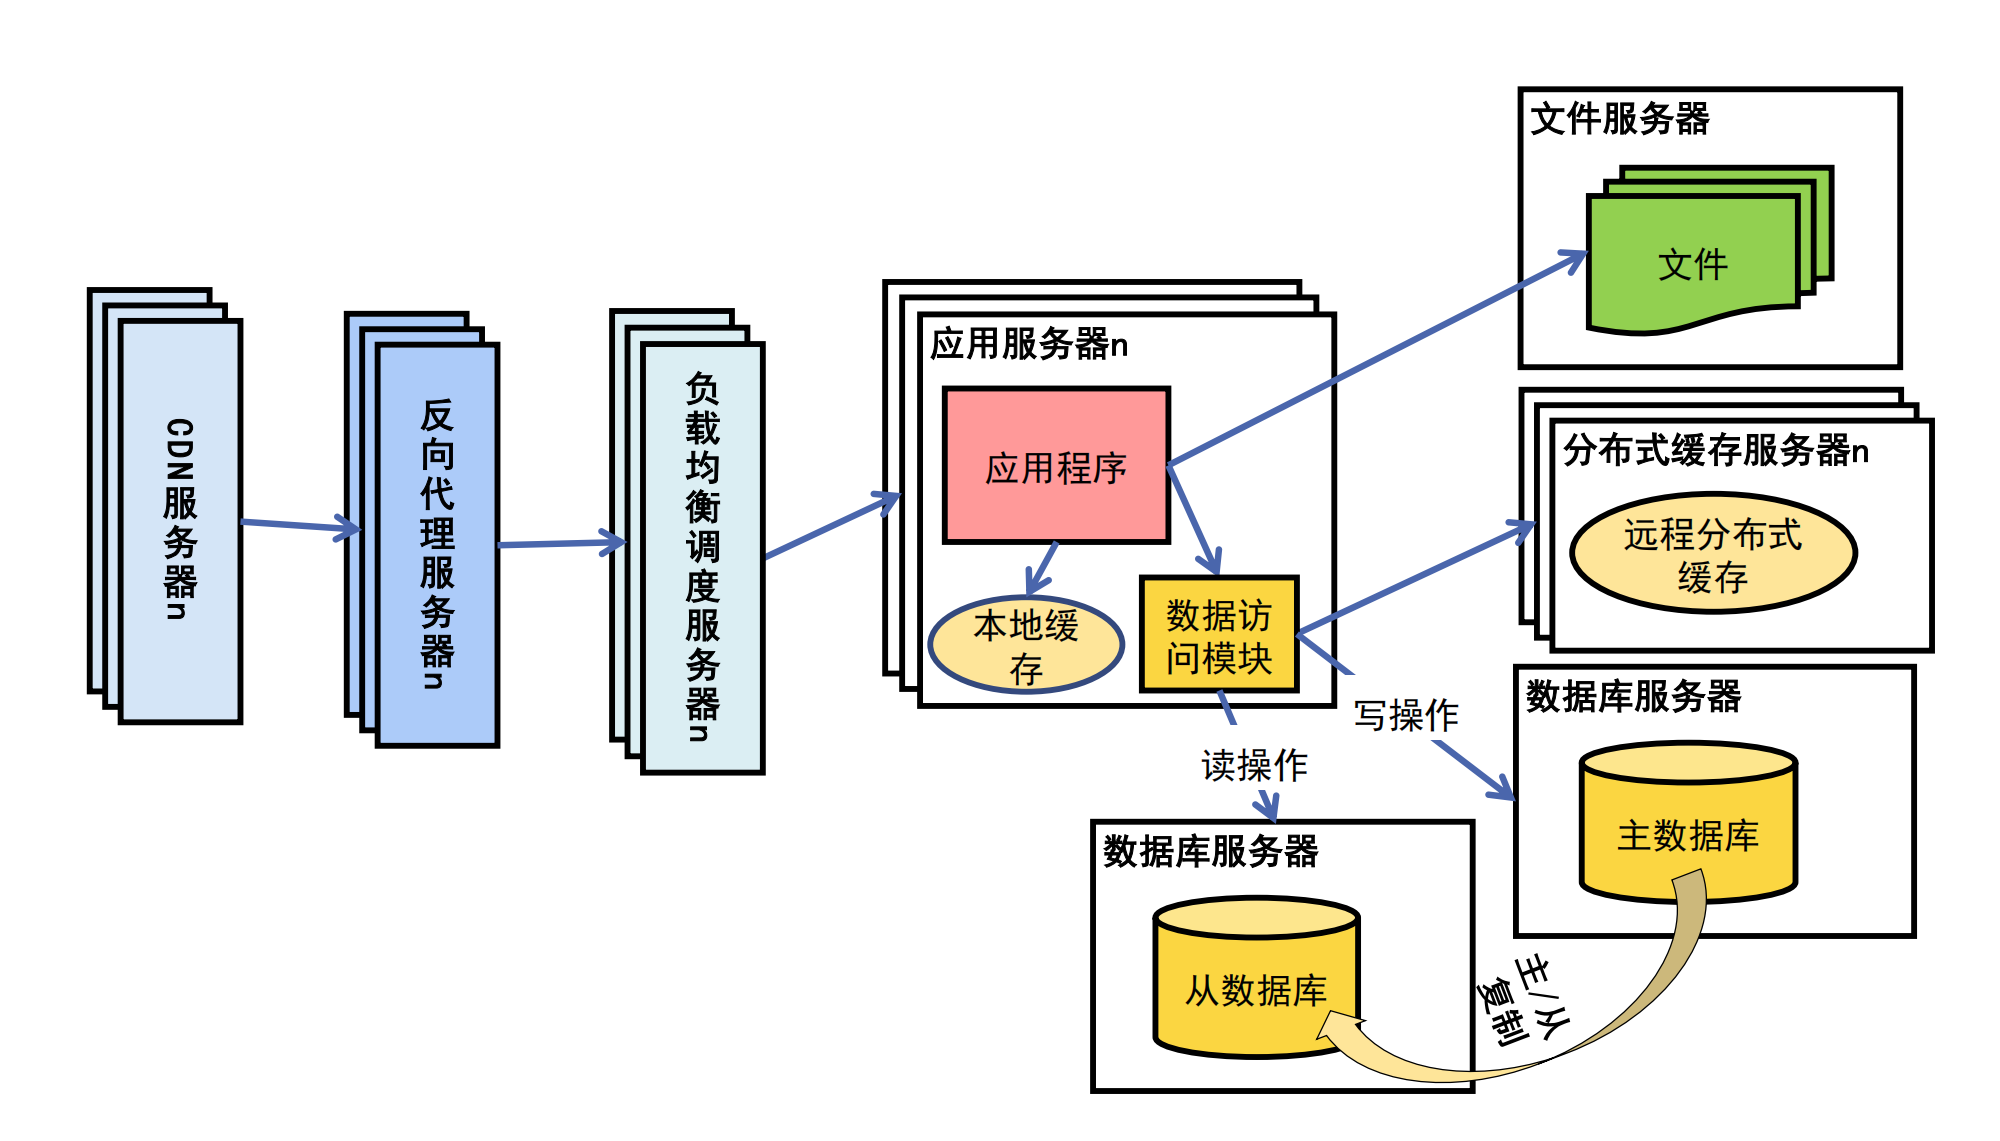 CDN服务器n
反向代理服务器n
负载均衡调度服务器n
应用服务器n
应用程序
本地缓
存
数据访
问模块
文件服务器
文件
分布式缓存服务器n
远程分布式
缓存
写操作
读操作
数据库服务器
主数据库
数据库服务器
从数据库
主/从
复制